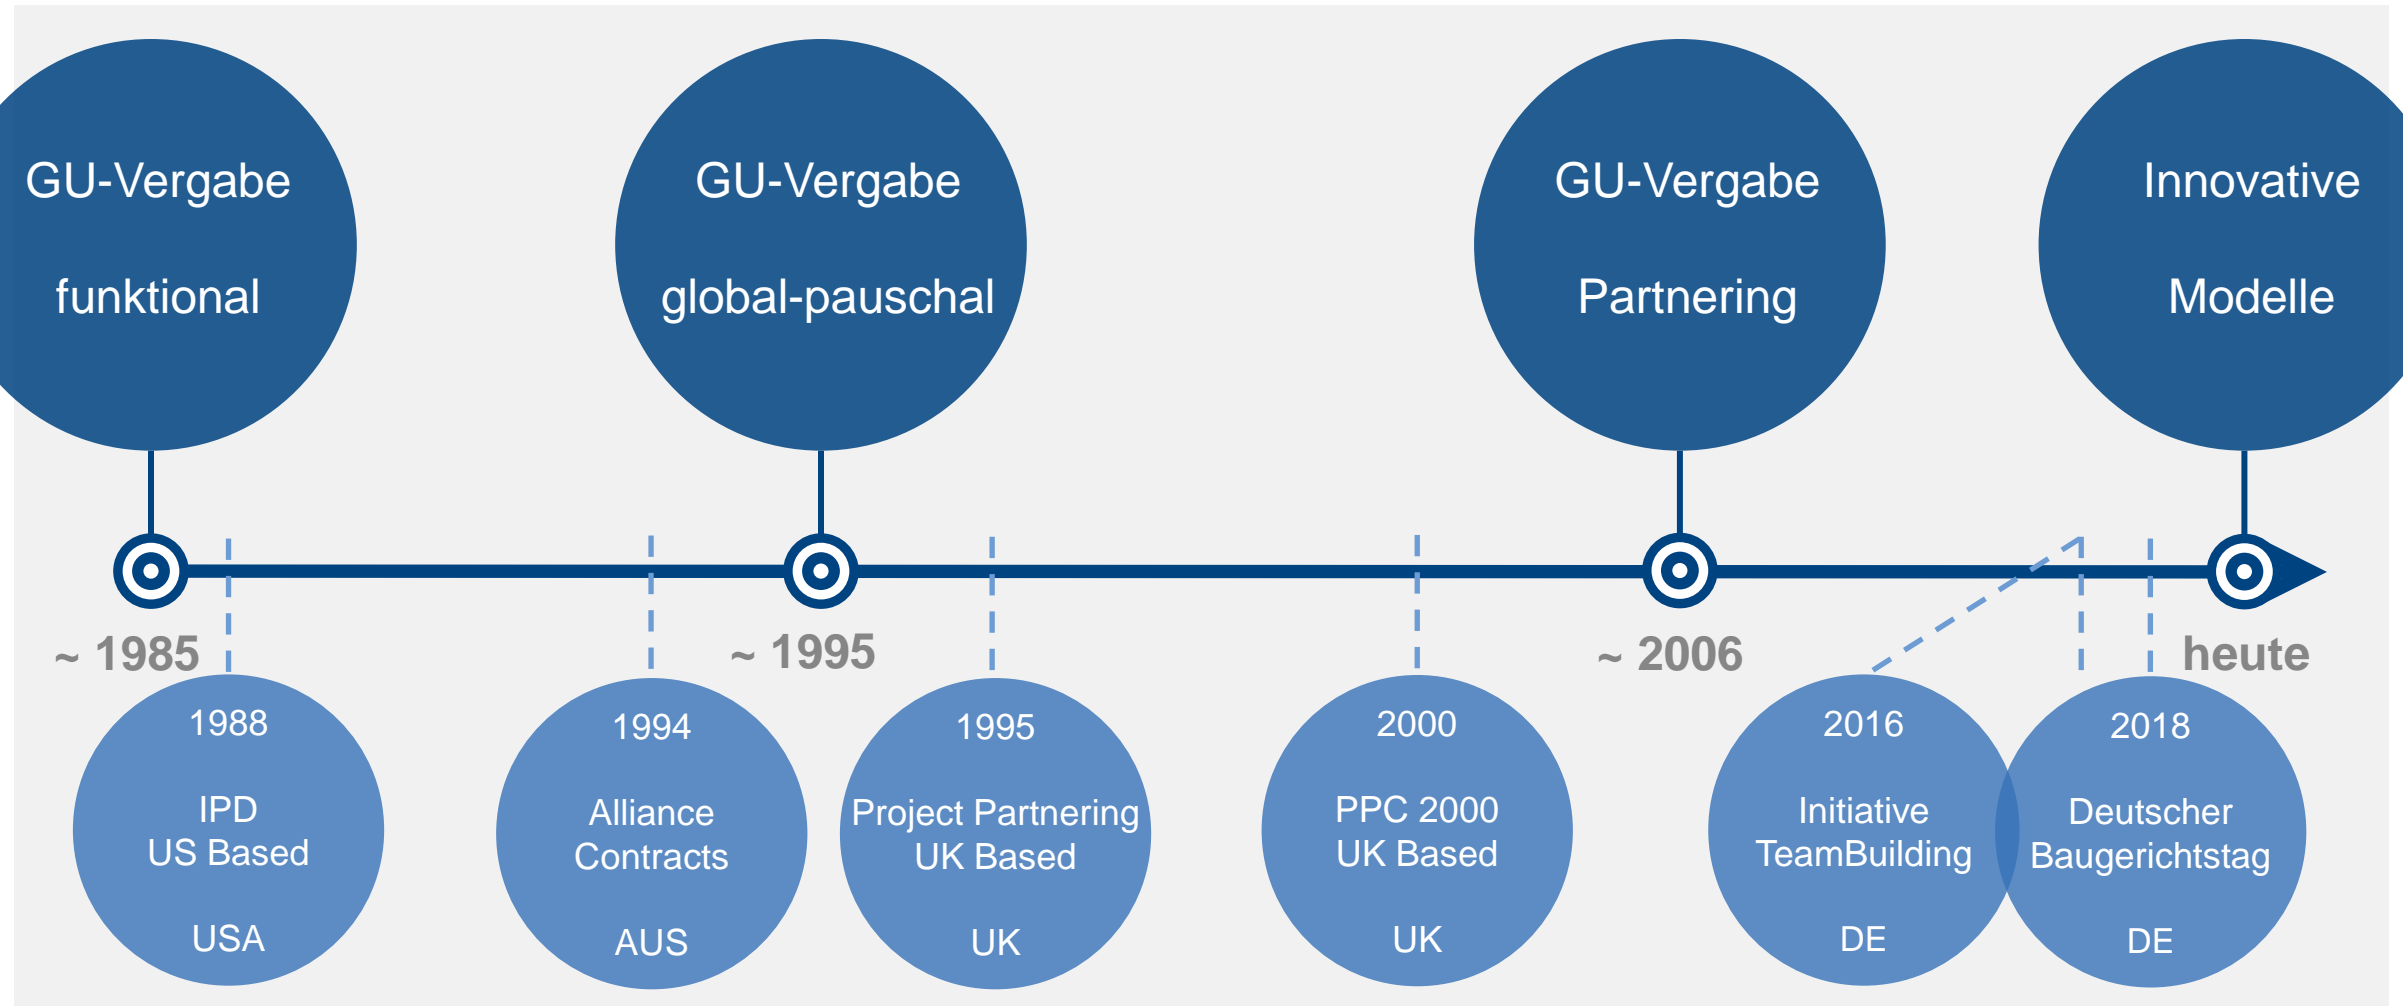 GU-Vergabe
funktional
GU-Vergabe
global-pauschal
GU-Vergabe
Partnering
Innovative
Modelle
~ 1985
~ 1995
~ 2006
heute
1988
IPD
US Based
USA
1994
Alliance
Contracts
AUS
1995
Project Partnering
UK Based
UK
2000
PPC 2000
UK Based
UK
2016
Initiative
TeamBuilding
DE
2018
Deutscher
Baugerichtstag
DE